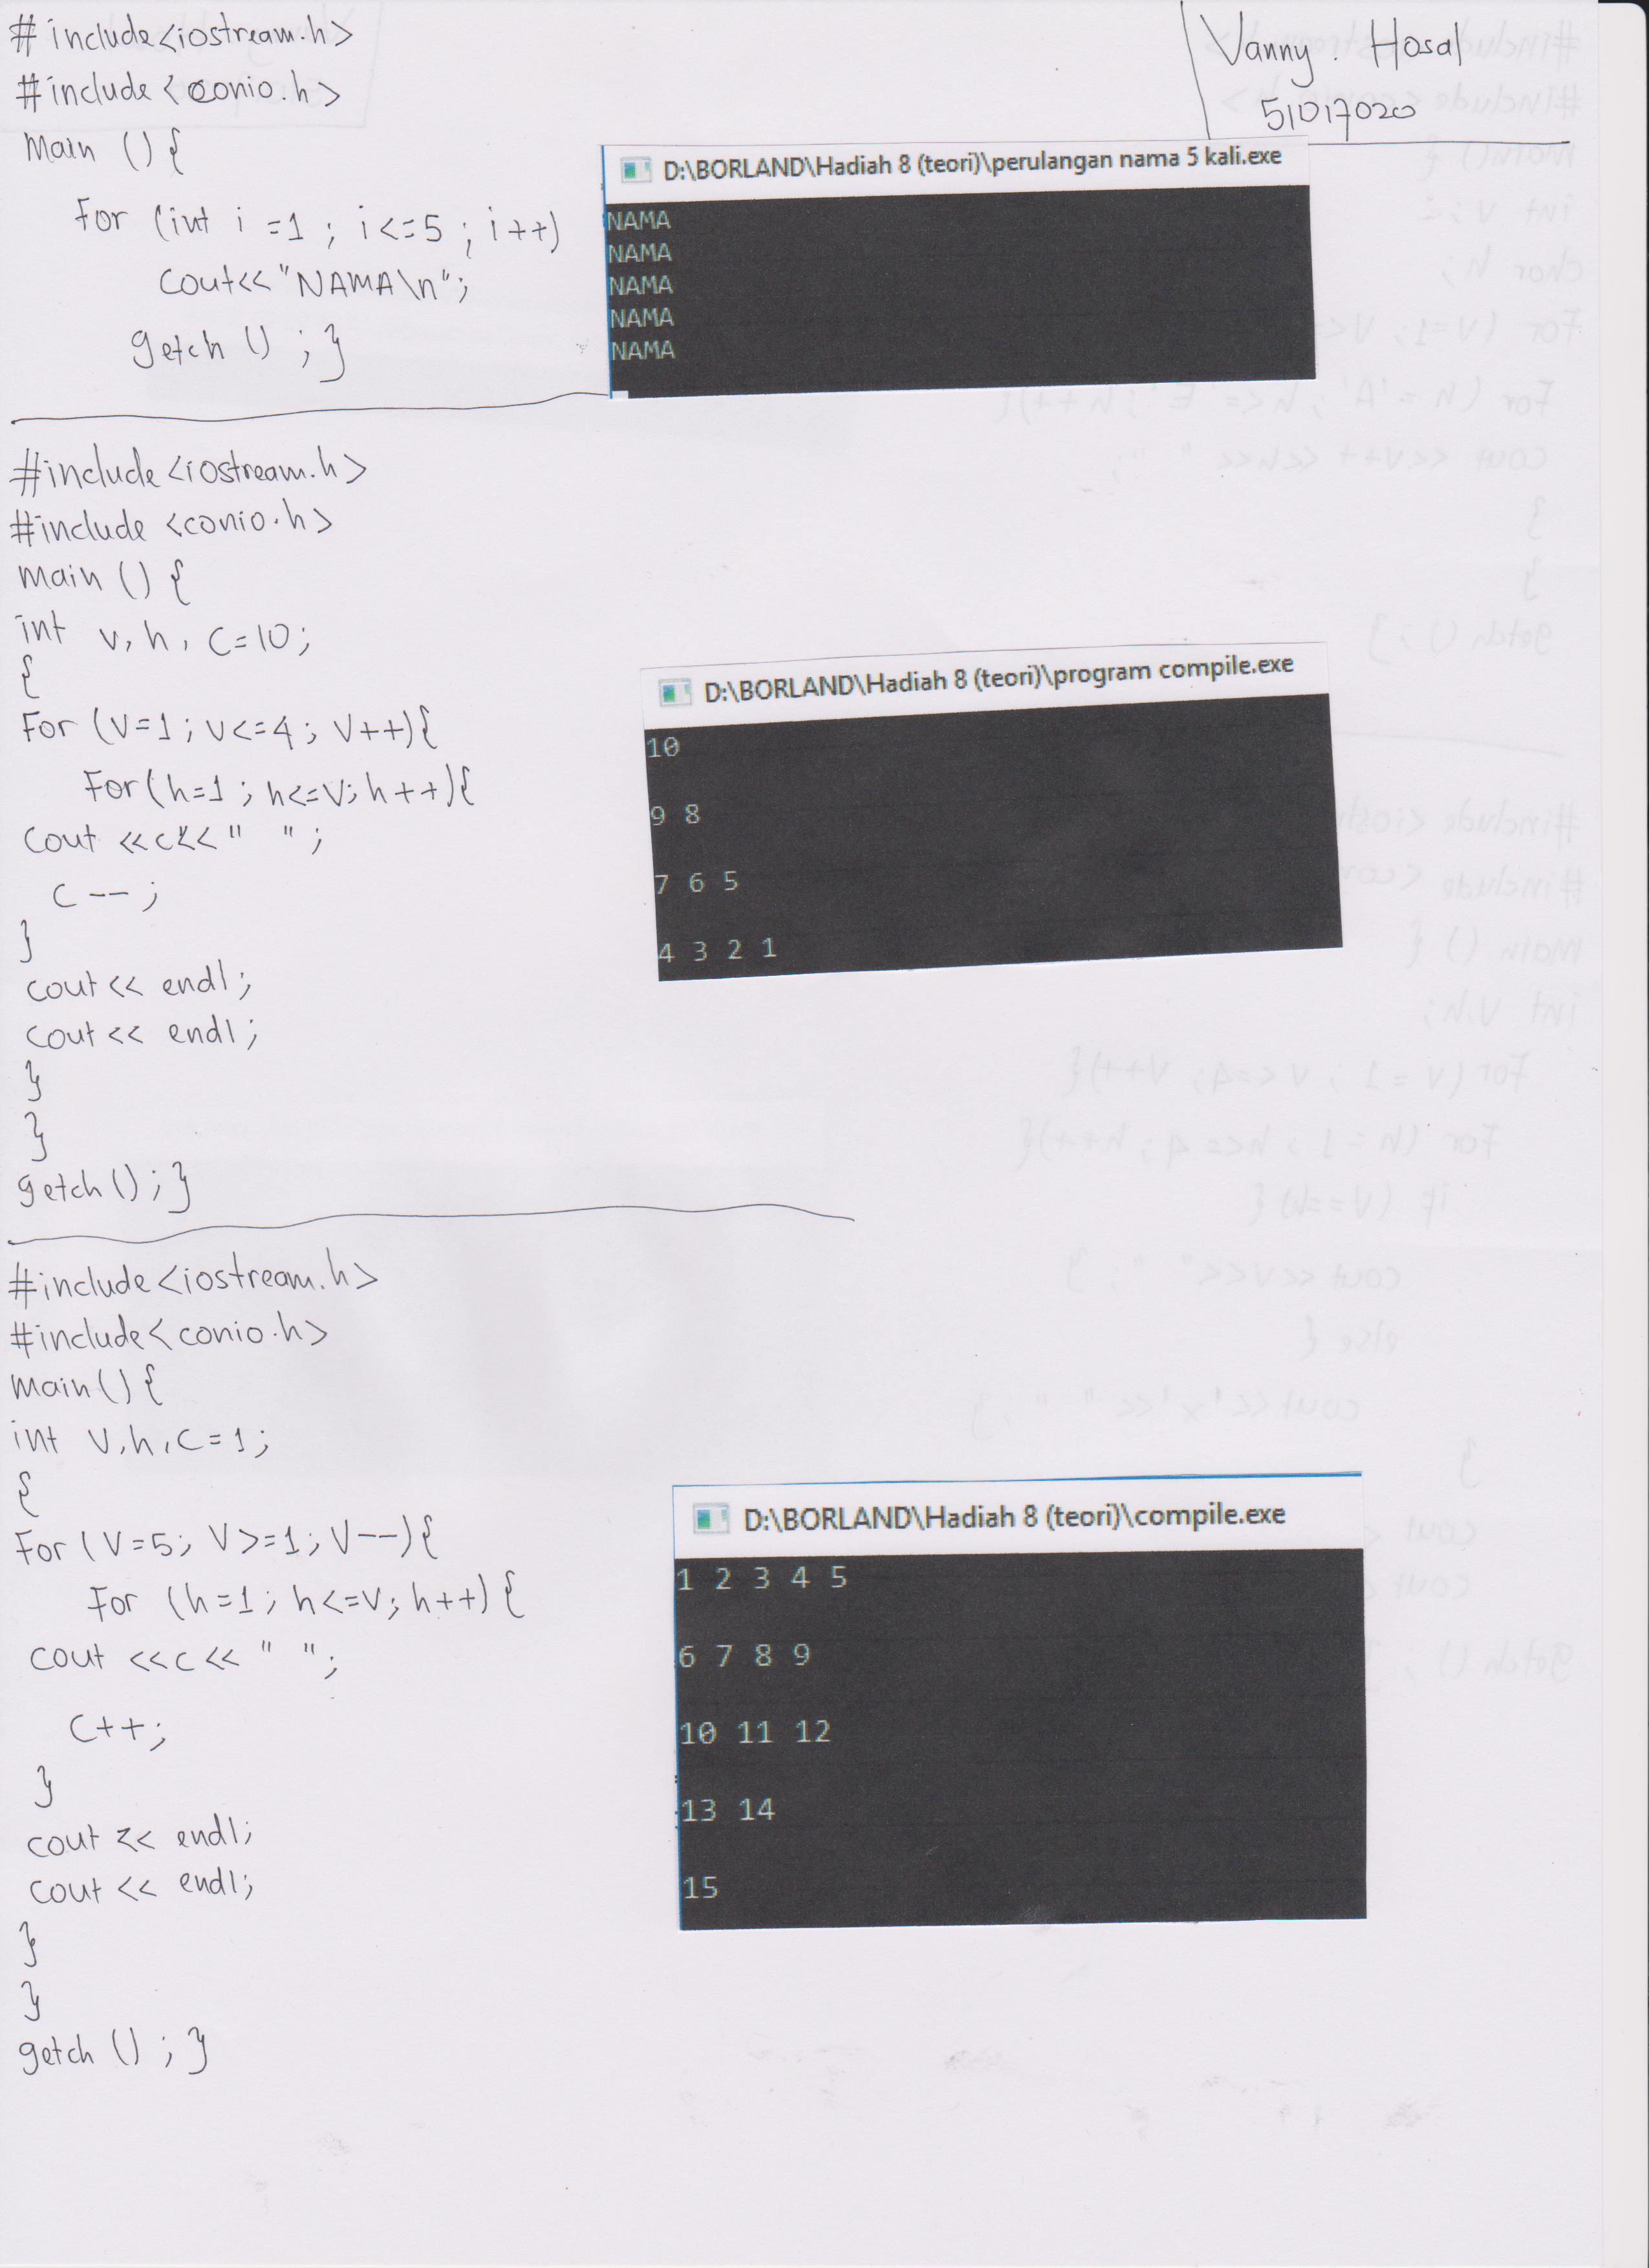 Vanny. Hosal
51017020
#include<iostream.h>
#include<conio.h>
main () {
For (int i =1 ; i<=5 ; i++)
Cout<<"NAMA\n";
getch () ; }
D:\BORLAND\Hadiah 8 (teori)\perulangan nama 5 kali.exe
NAMA
NAMA
NAMA
NAMA
NAMA
#include<iostream.h>
#include <conio.h>
main () {
int v, h, C=10;
{
For (V=1 ; v<=4 ; V++){
For(h=1 ; h<=V; h++){
Cout <<c<<" " ;
C -- ;
}
cout<< endl;
cout<< endl;
}
}
getch () ; }
D:\BORLAND\Hadiah 8 (teori)\program compile.exe
10
9 8
7 6 5
4 3 2 1
#include<iostream.h>
#include<conio.h>
main () {
int V,h,C=1;
{
For (V=5; V>=1; V--){
For (h=1; h<=v; h++) {
cout <<c<< " ";
C++;
}
cout << endl;
cout << endl;
}
}
getch () ; }
D:\BORLAND\Hadiah 8 (teori)\compile.exe
1 2 3 4 5
6 7 8 9
10 11 12
13 14
15